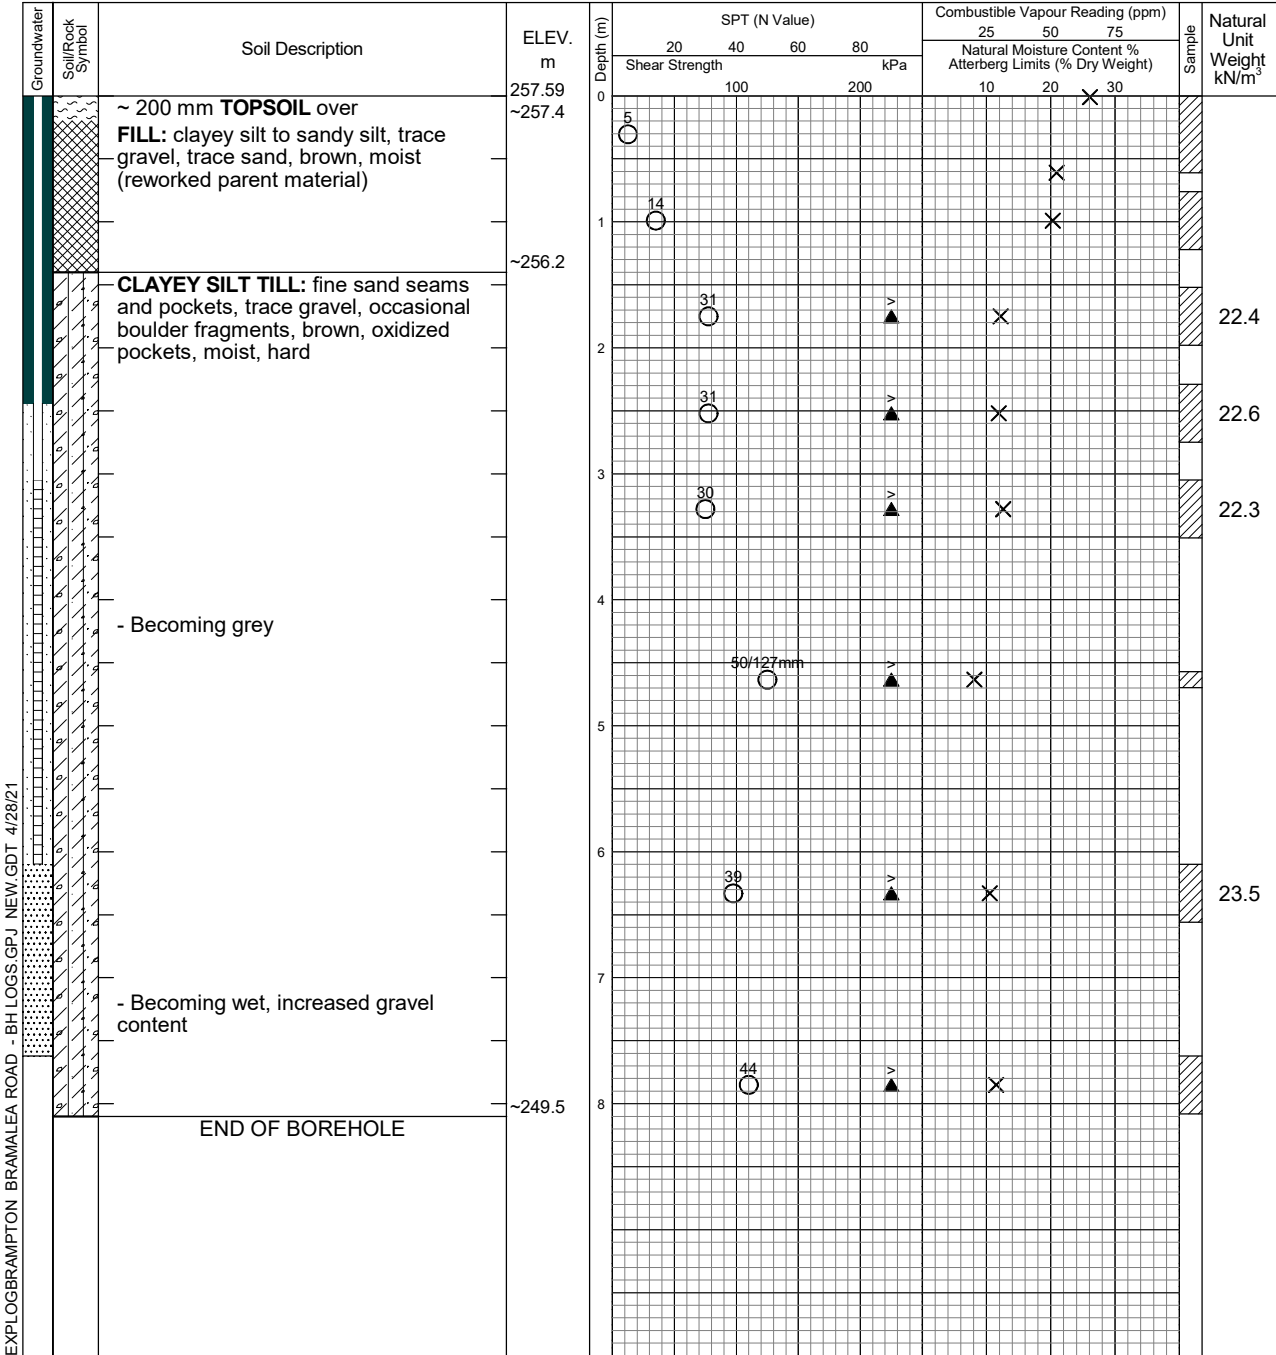 Groundwater
Soil/Rock
Symbol
Soil Description
ELEV.
m
257.59
Depth (m)
SPT (N Value)
20 40 60 80
Shear Strength kPa
100 200
Combustible Vapour Reading (ppm)
25 50 75
Natural Moisture Content %
Atterberg Limits (% Dry Weight)
10 20 30
Sample
Natural
Unit
Weight
kN/m³
0
~ 200 mm TOPSOIL over
~257.4
FILL: clayey silt to sandy silt, trace
gravel, trace sand, brown, moist
(reworked parent material)
5
14
1
~256.2
CLAYEY SILT TILL: fine sand seams
and pockets, trace gravel, occasional
boulder fragments, brown, oxidized
pockets, moist, hard
31 > 22.4
2
31 > 22.6
3
30 > 22.3
4
- Becoming grey
50/127mm >
5
6
39 > 23.5
7
- Becoming wet, increased gravel
content
44 >
8
~249.5
END OF BOREHOLE
EXPLOGBRAMPTON BRAMALEA ROAD - BH LOGS.GPJ NEW.GDT 4/28/21